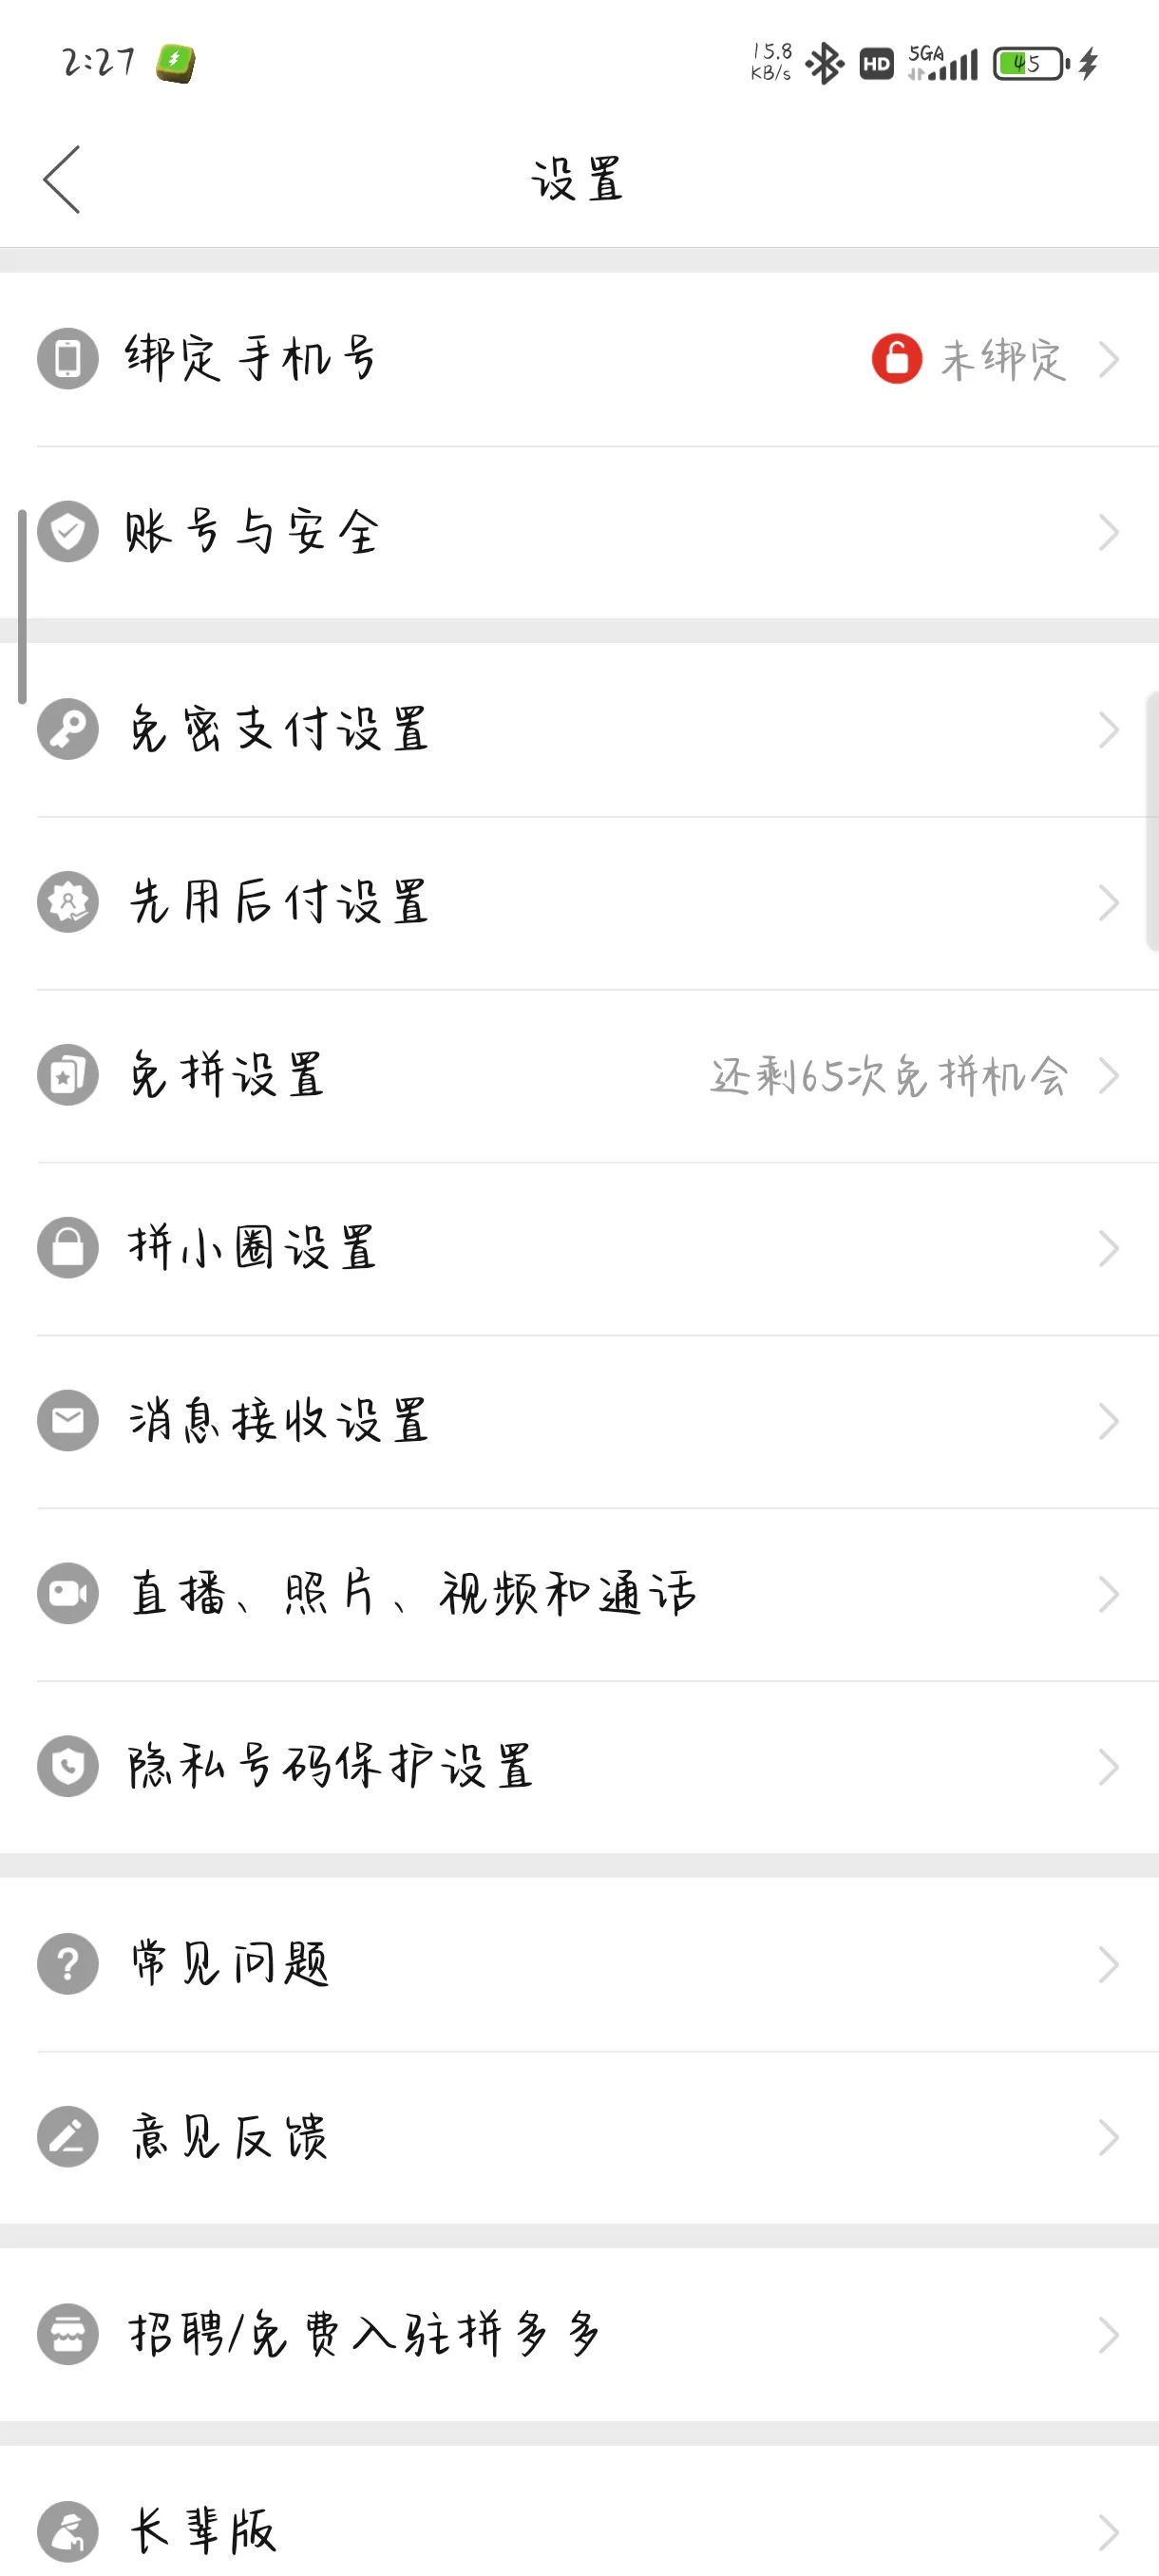 2:27
15.8
KB/s
HD
5GA
45
设置
绑定手机号
未绑定
账号与安全
免密支付设置
先用后付设置
免拼设置
还剩65次免拼机会
拼小圈设置
消息接收设置
直播、照片、视频和通话
隐私号码保护设置
常见问题
意见反馈
招聘/免费入驻拼多多
长辈版